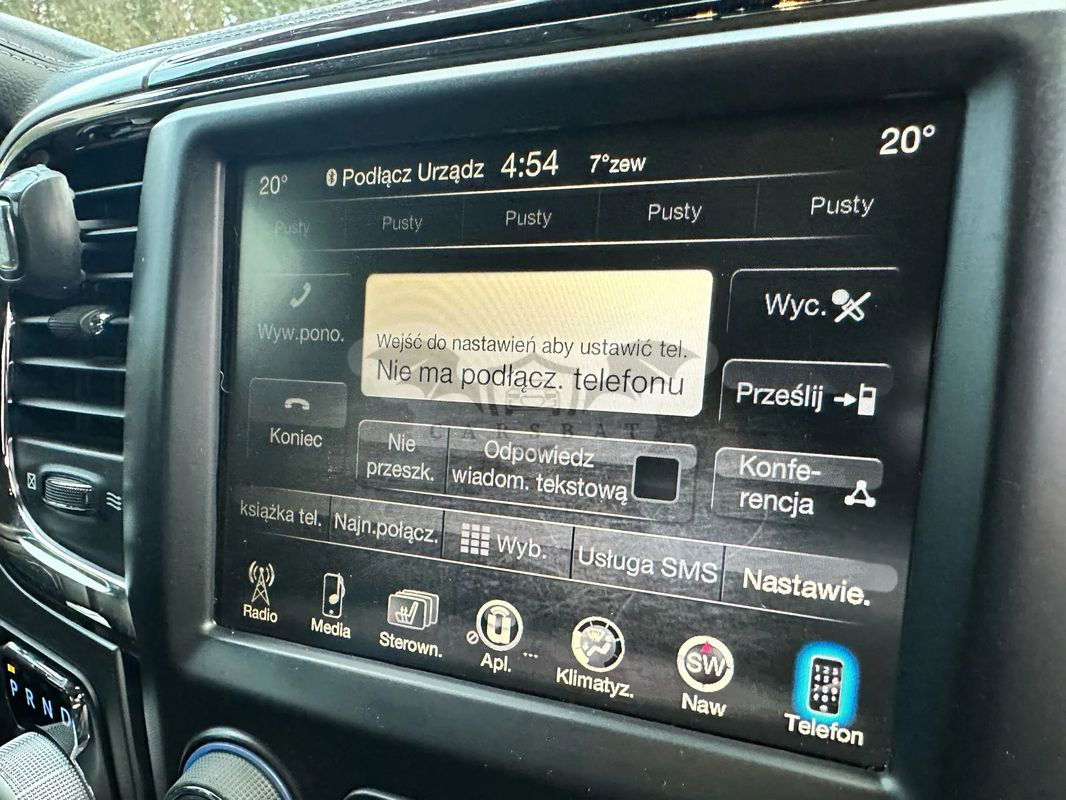 20° Podłącz Urządz 4:54 7°zew 20°
Pusty Pusty Pusty Pusty Pusty
Wyw.pono.
Wejść do nastawień aby ustawić tel.
Nie ma podłącz. telefonu
Wyc.
Prześlij
Koniec
Nie
przeszk.
Odpowiedz
wiadom. tekstową
Konfe-
rencja
CARSBATA
książka tel. Najn.połącz. Wyb. Usługa SMS Nastawie.
Radio Media Sterown. Apl. ... Klimatyz. SW Naw Telefon
P R N D